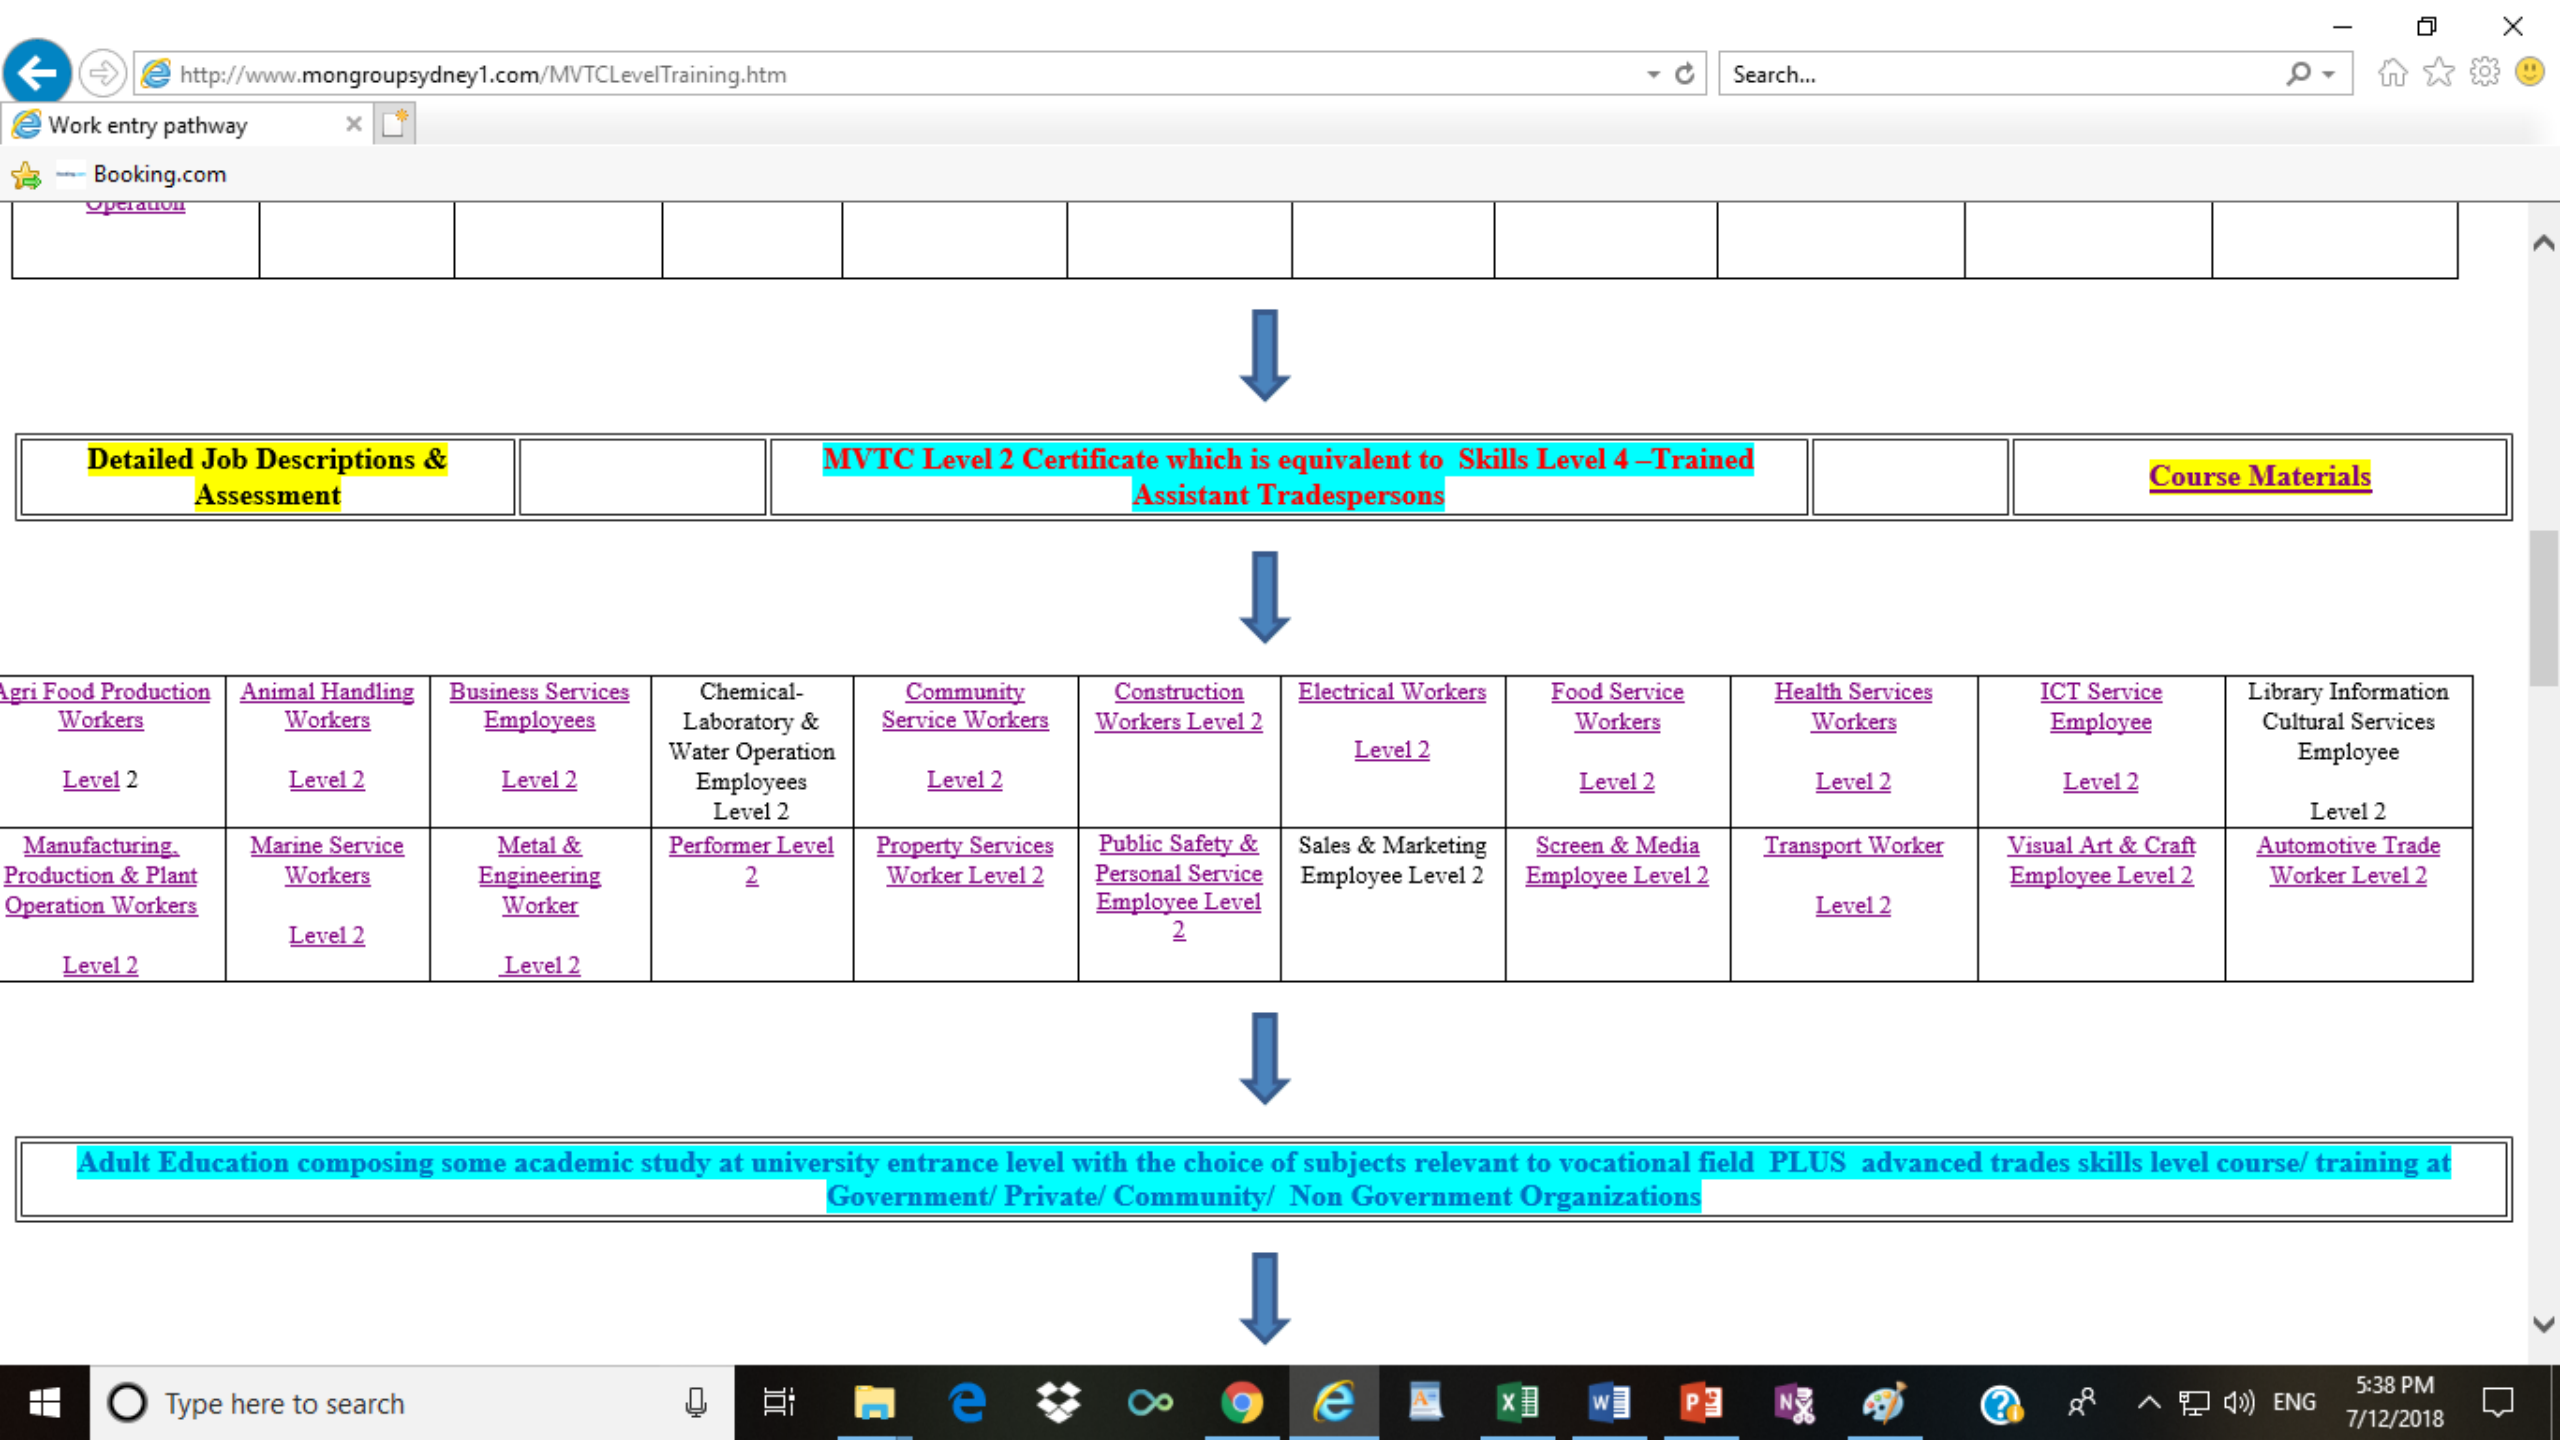 http://www.mongroupsydney1.com/MVTCLevelTraining.htm
Search...
Work entry pathway
Booking.com
Operation
Detailed Job Descriptions &
Assessment
MVTC Level 2 Certificate which is equivalent to  Skills Level 4 –Trained
Assistant Tradespersons
Course Materials
Agri Food Production
Workers
Level 2
Animal Handling
Workers
Level 2
Business Services
Employees
Level 2
Chemical-
Laboratory &
Water Operation
Employees
Level 2
Community
Service Workers
Level 2
Construction
Workers Level 2
Electrical Workers
Level 2
Food Service
Workers
Level 2
Health Services
Workers
Level 2
ICT Service
Employee
Level 2
Library Information
Cultural Services
Employee
Level 2
Manufacturing,
Production & Plant
Operation Workers
Level 2
Marine Service
Workers
Level 2
Metal &
Engineering
Worker
Level 2
Performer Level
2
Property Services
Worker Level 2
Public Safety &
Personal Service
Employee Level
2
Sales & Marketing
Employee Level 2
Screen & Media
Employee Level 2
Transport Worker
Level 2
Visual Art & Craft
Employee Level 2
Automotive Trade
Worker Level 2
Adult Education composing some academic study at university entrance level with the choice of subjects relevant to vocational field  PLUS  advanced trades skills level course/ training at
Government/ Private/ Community/  Non Government Organizations
Type here to search
ENG
5:38 PM
7/12/2018